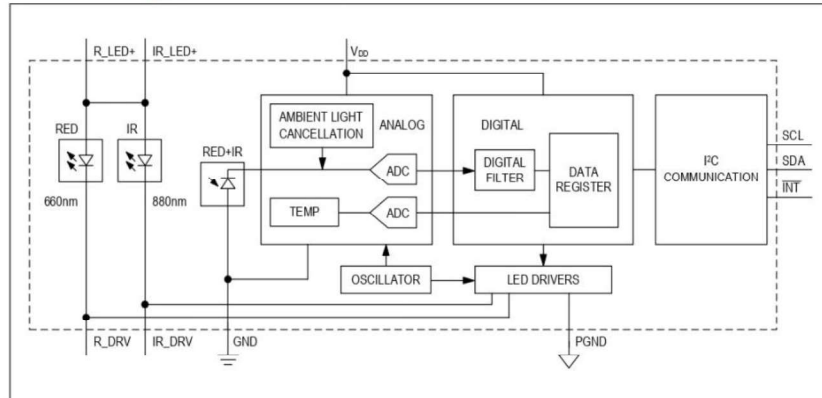 R_LED+ IR_LED+ VDD
AMBIENT LIGHT
CANCELLATION
ANALOG
DIGITAL
RED IR
RED+IR
ADC
DIGITAL
FILTER
DATA
REGISTER
I²C
COMMUNICATION
SCL
SDA
INT
660nm 880nm
TEMP
ADC
OSCILLATOR
LED DRIVERS
R_DRV IR_DRV GND PGND